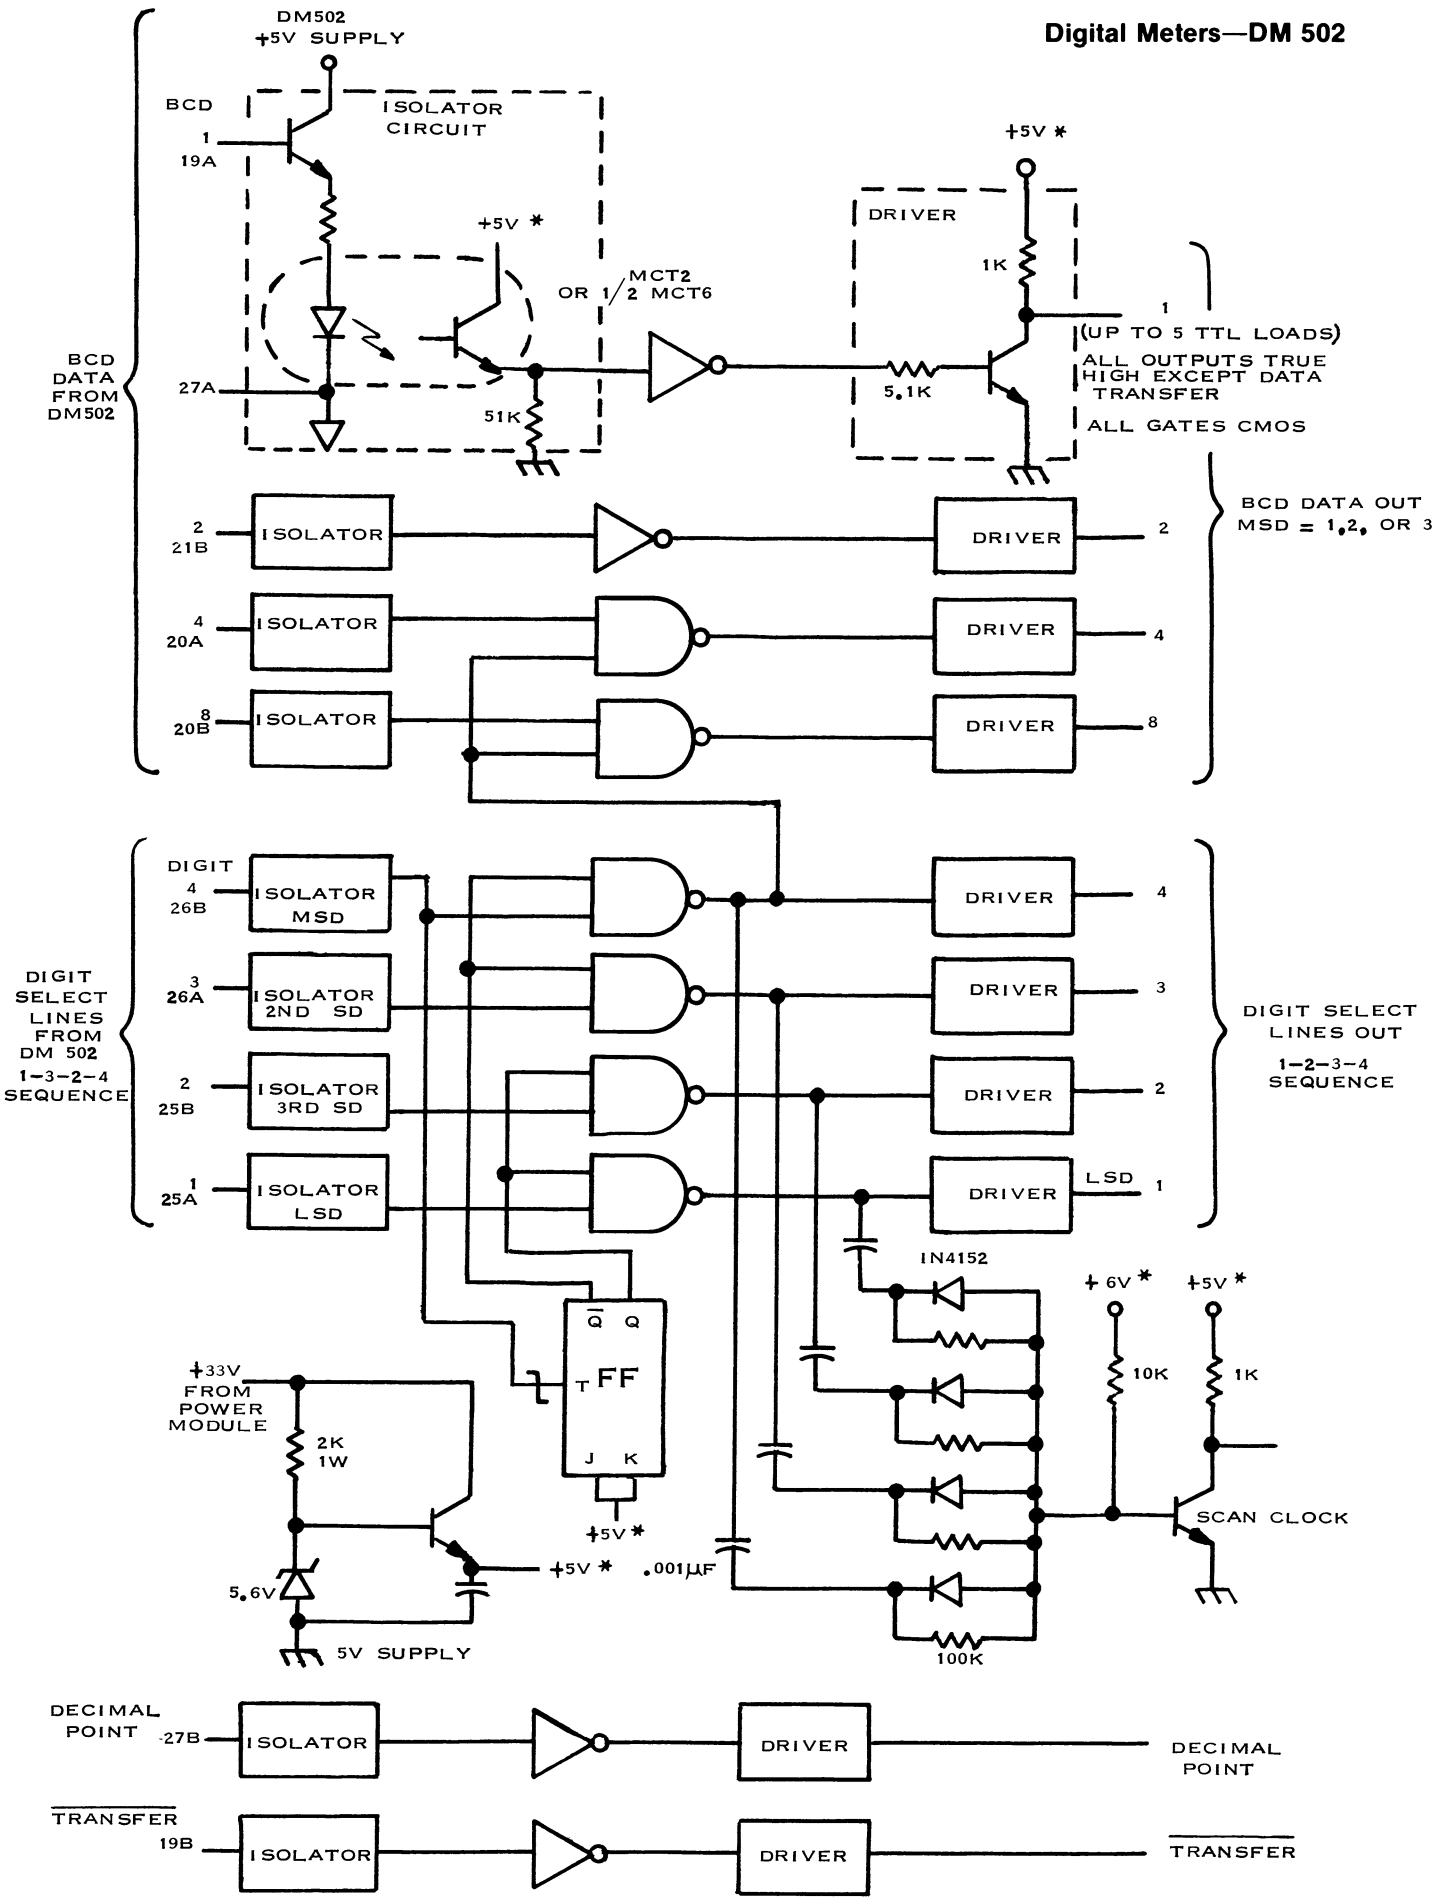 Digital Meters—DM 502
DM502
+5V SUPPLY
BCD
1
19A
ISOLATOR
CIRCUIT
+5V *
MCT2
OR 1/2 MCT6
27A
51K
BCD
DATA
FROM
DM502
+5V *
DRIVER
1K
5.1K
1
(UP TO 5 TTL LOADS)
ALL OUTPUTS TRUE
HIGH EXCEPT DATA
TRANSFER
ALL GATES CMOS
2
21B
ISOLATOR
DRIVER
2
BCD DATA OUT
MSD = 1,2, OR 3
4
20A
ISOLATOR
DRIVER
4
8
20B
ISOLATOR
DRIVER
8
DIGIT
4
26B
ISOLATOR
MSD
DRIVER
4
3
26A
ISOLATOR
2ND SD
DRIVER
3
DIGIT
SELECT
LINES
FROM
DM 502
1-3-2-4
SEQUENCE
DIGIT SELECT
LINES OUT
1-2-3-4
SEQUENCE
2
25B
ISOLATOR
3RD SD
DRIVER
2
1
25A
ISOLATOR
LSD
DRIVER
LSD
1
IN4152
+ 6V *
+5V *
10K
1K
Q̅ Q
T FF
J K
+5V *
+33V
FROM
POWER
MODULE
2K
1W
5.6V
+5V *
5V SUPPLY
.001µF
100K
SCAN CLOCK
DECIMAL
POINT
27B
ISOLATOR
DRIVER
DECIMAL
POINT
TRANSFER
19B
ISOLATOR
DRIVER
TRANSFER